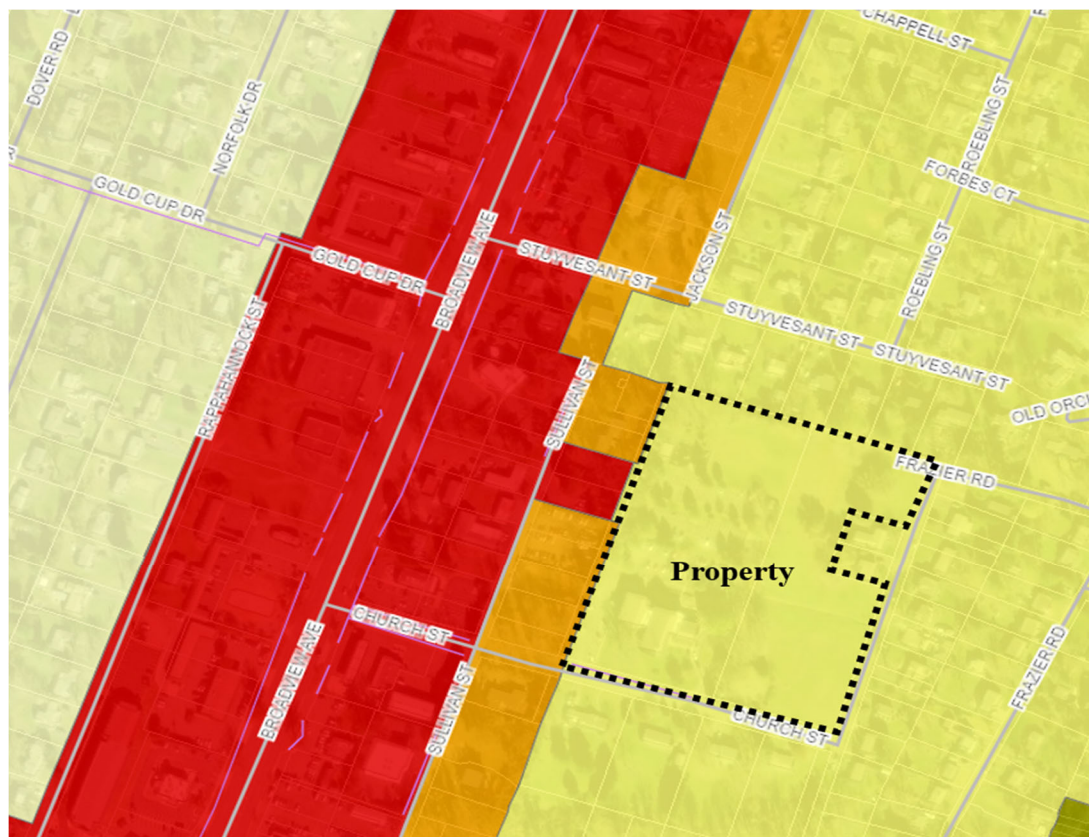 CHAPPELL ST
DOVER RD
NORFOLK DR
ROEBLING ST
FORBES CT
GOLD CUP DR
JACKSON ST
BROADVIEW AVE
STUYVESANT ST
ROEBLING ST
GOLD CUP DR
STUYVESANT ST
STUYVESANT ST
RAPPAHANNOCK ST
SULLIVAN ST
OLD ORC
FRAZIER RD
Property
CHURCH ST
BROADVIEW AVE
SULLIVAN ST
FRAZIER RD
CHURCH ST